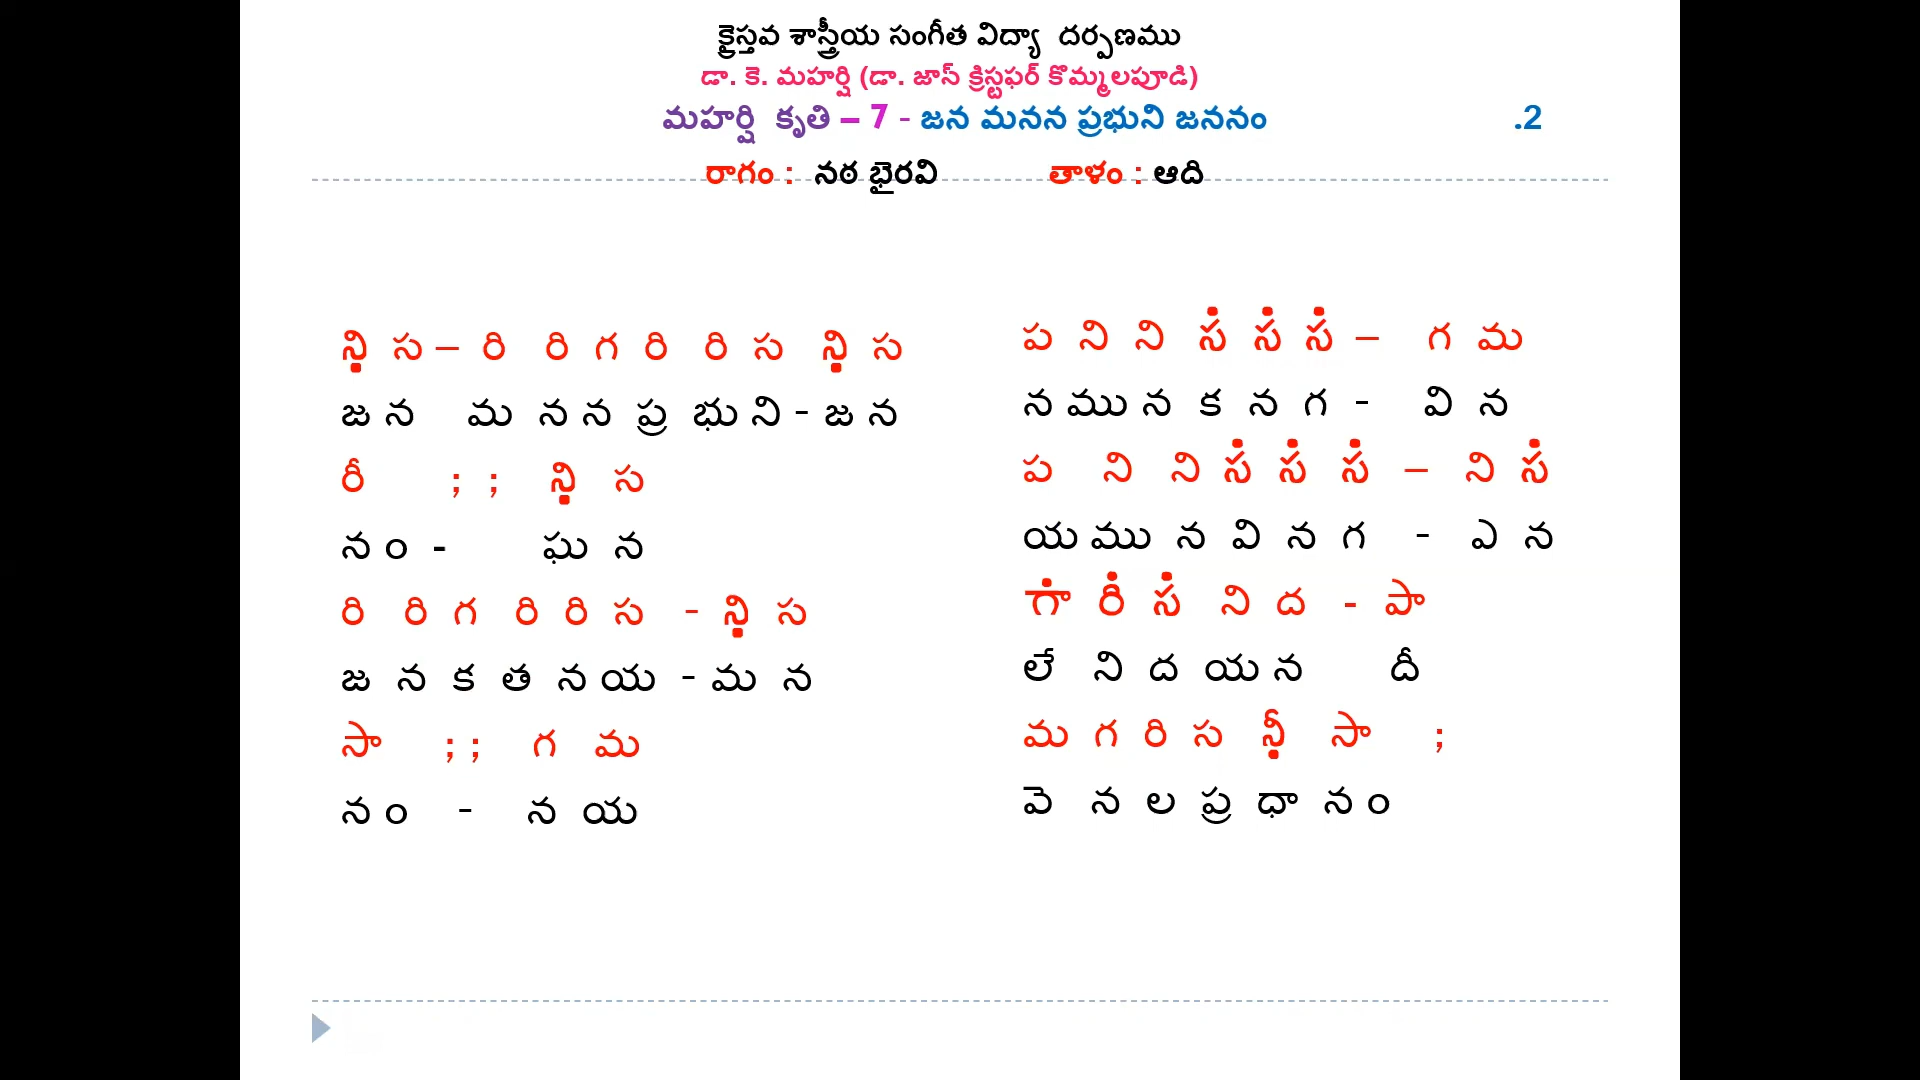 క్రైస్తవ శాస్త్రీయ సంగీత విద్యా దర్పణము
డా. కె. మహర్షి (డా. జాస్ క్రిస్టఫర్ కొమ్మలపూడి)
మహర్షి కృతి – 7 - జన మనన ప్రభుని జననం .2
రాగం : నఠ భైరవి తాళం : ఆది
ని̣ స – రి రి గ రి రి స ని̣ స
జ న మ న న ప్ర భు ని - జ న
రీ ; ; ని̣ స
న ం - ఘ న
రి రి గ రి రి స - ని̣ స
జ న క త న య - మ న
సా ; ; గ మ
న ం - న య
ప ని ని స̇ స̇ స̇ – గ మ
న ము న క న గ - వి న
ప ని ని స̇ స̇ స̇ – ని స̇
య ము న వి న గ - ఎ న
గా̇ రి̇ స̇ ని ద - పా
లే ని ద య న దీ
మ గ రి స నీ̣ సా ;
వె న ల ప్ర ధా న ం